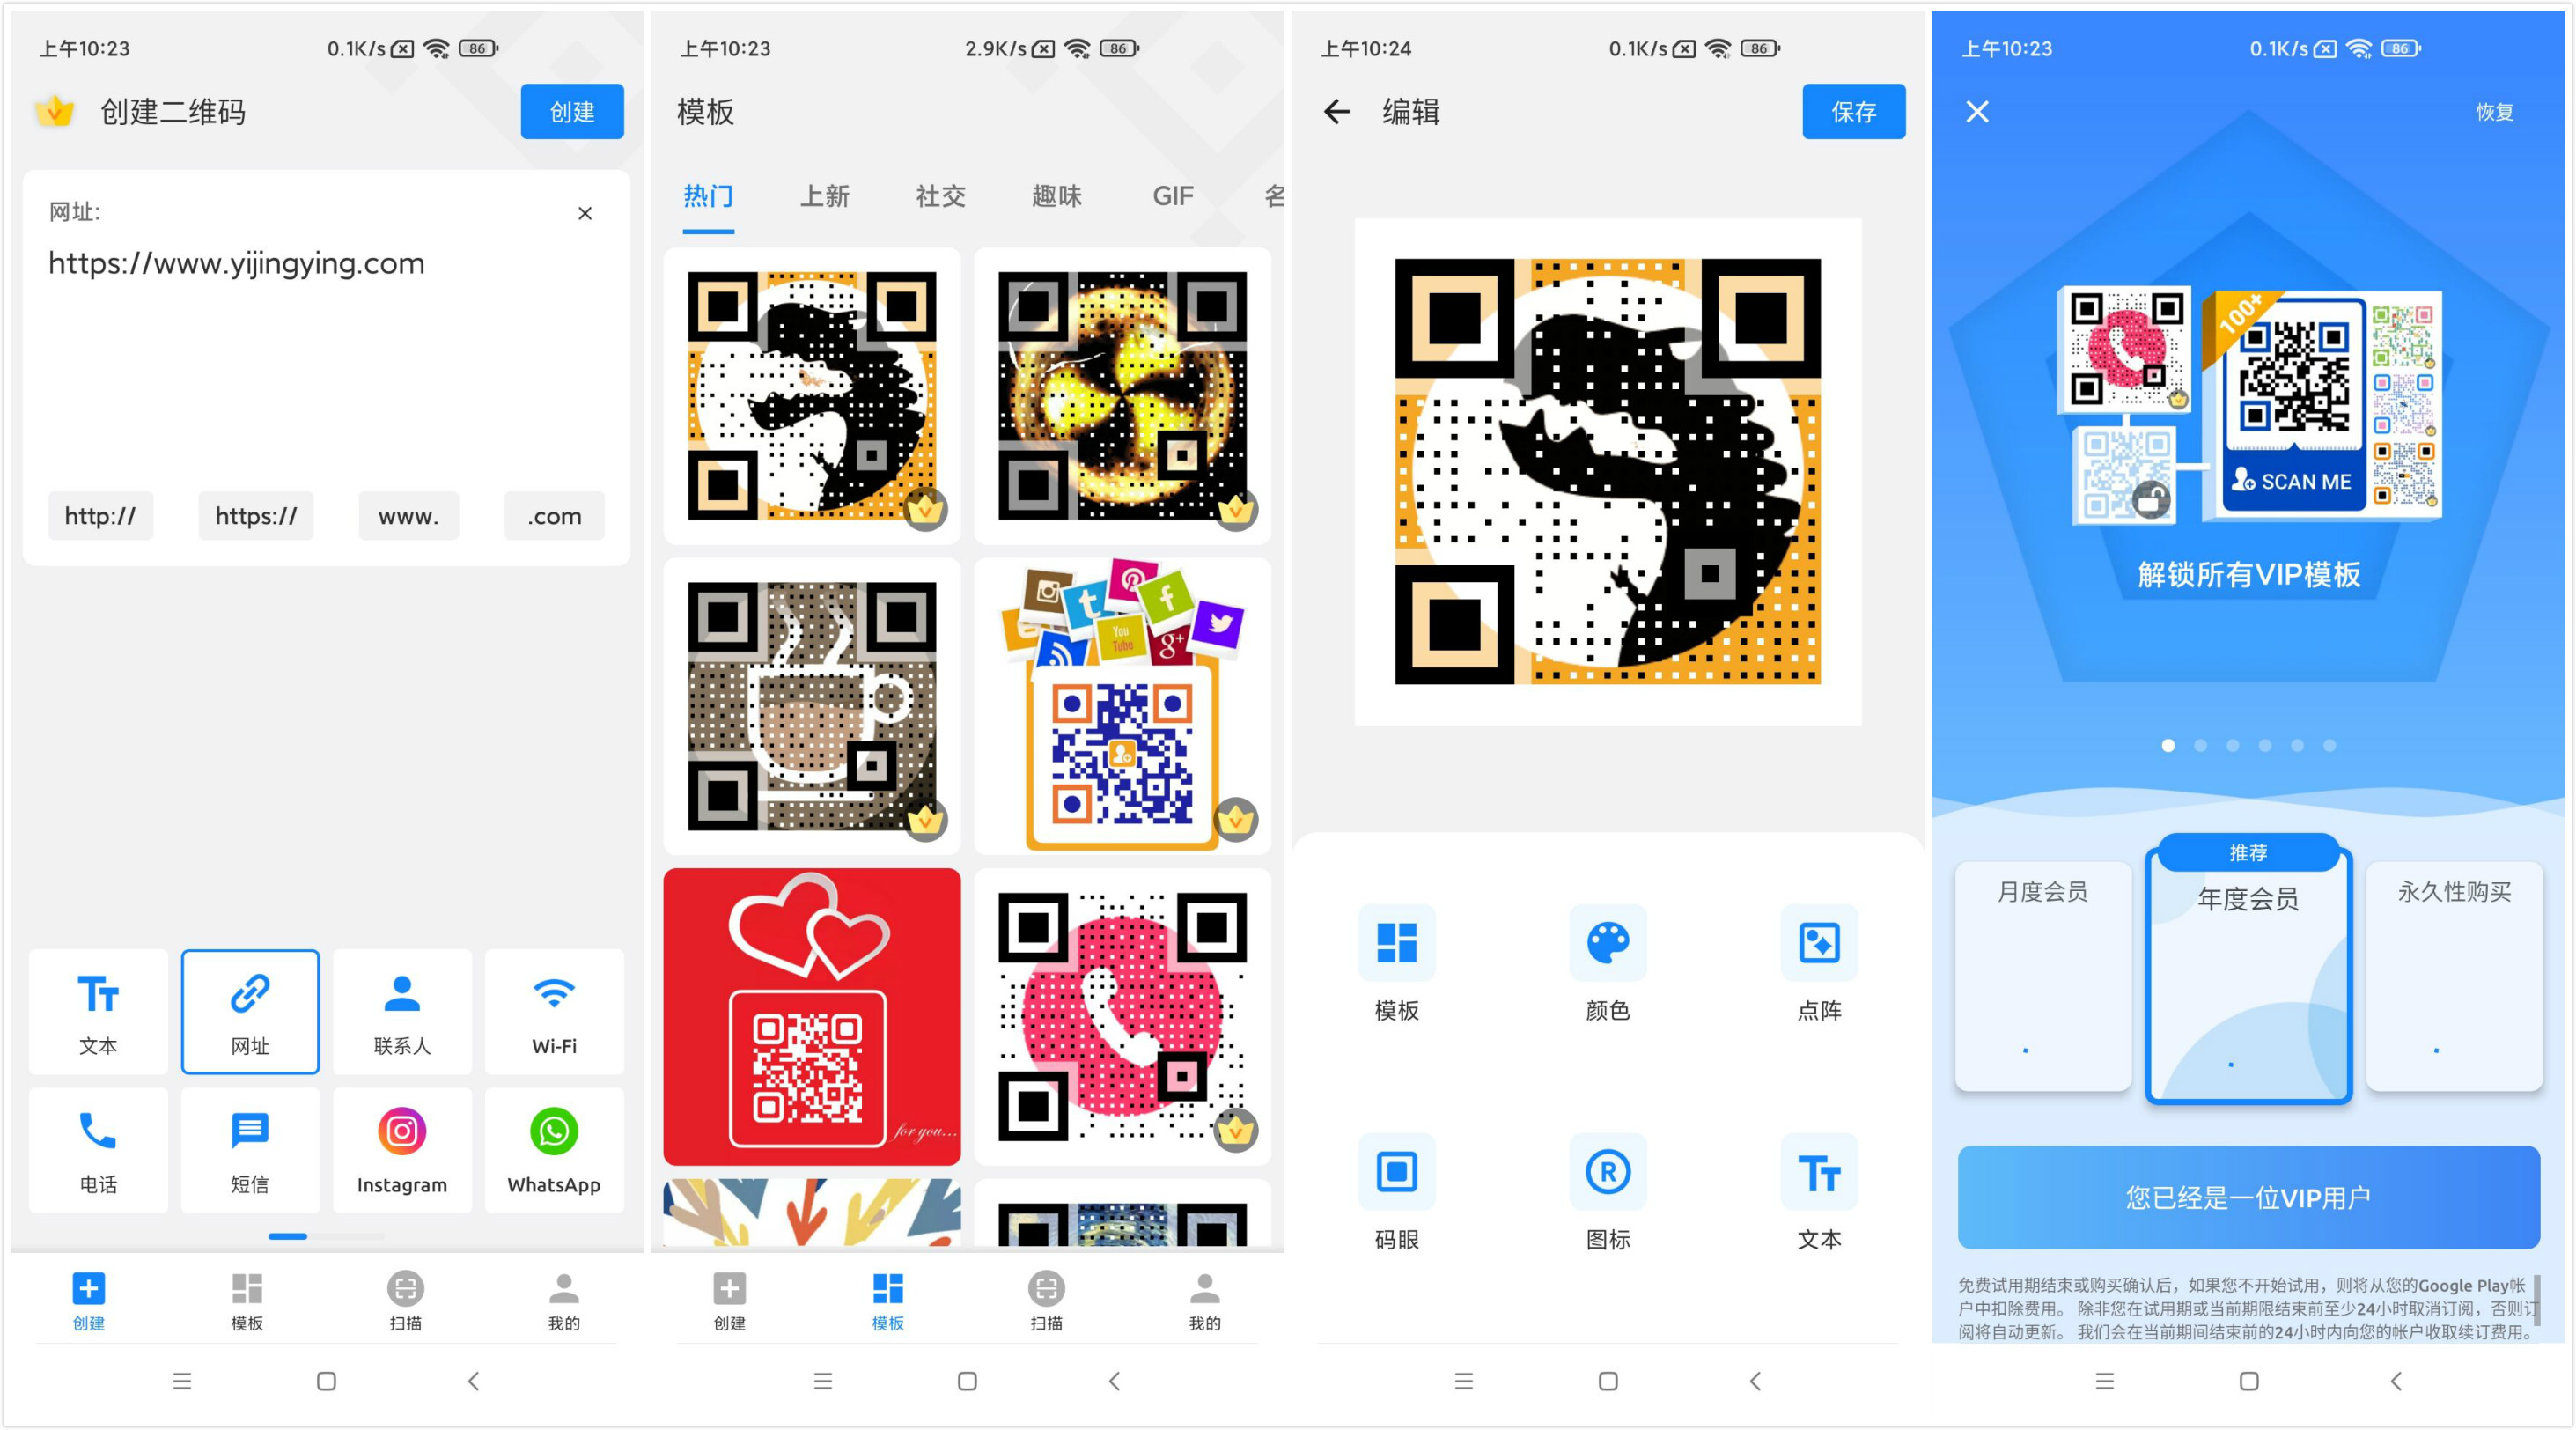 上午10:23
0.1K/s
86
创建二维码
创建
网址:
https://www.yijingying.com
http://
https://
www.
.com
文本
网址
联系人
Wi-Fi
电话
短信
Instagram
WhatsApp
创建
模板
扫描
我的
上午10:23
2.9K/s
86
模板
热门
上新
社交
趣味
GIF
名
You
Tube
g+
for you...
创建
模板
扫描
我的
上午10:24
0.1K/s
86
编辑
保存
模板
颜色
点阵
码眼
图标
文本
上午10:23
0.1K/s
86
恢复
100+
SCAN ME
解锁所有VIP模板
推荐
月度会员
年度会员
永久性购买
您已经是一位VIP用户
免费试用期结束或购买确认后，如果您不开始试用，则将从您的Google Play帐
户中扣除费用。 除非您在试用期或当前期限结束前至少24小时取消订阅，否则订
阅将自动更新。 我们会在当前期间结束前的24小时内向您的帐户收取续订费用。